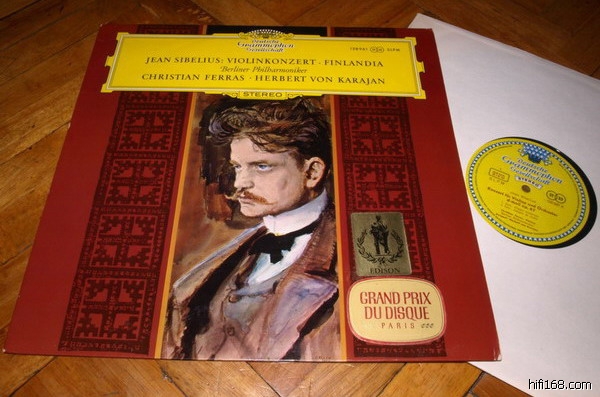 Deutsche
Grammophon
Gesellschaft
JEAN SIBELIUS: VIOLINKONZERT · FINLANDIA
Berliner Philharmoniker
CHRISTIAN FERRAS · HERBERT VON KARAJAN
STEREO
EDISON
GRAND PRIX
DU DISQUE
PARIS
Deutsche
Grammophon
Gesellschaft
hifi168.com